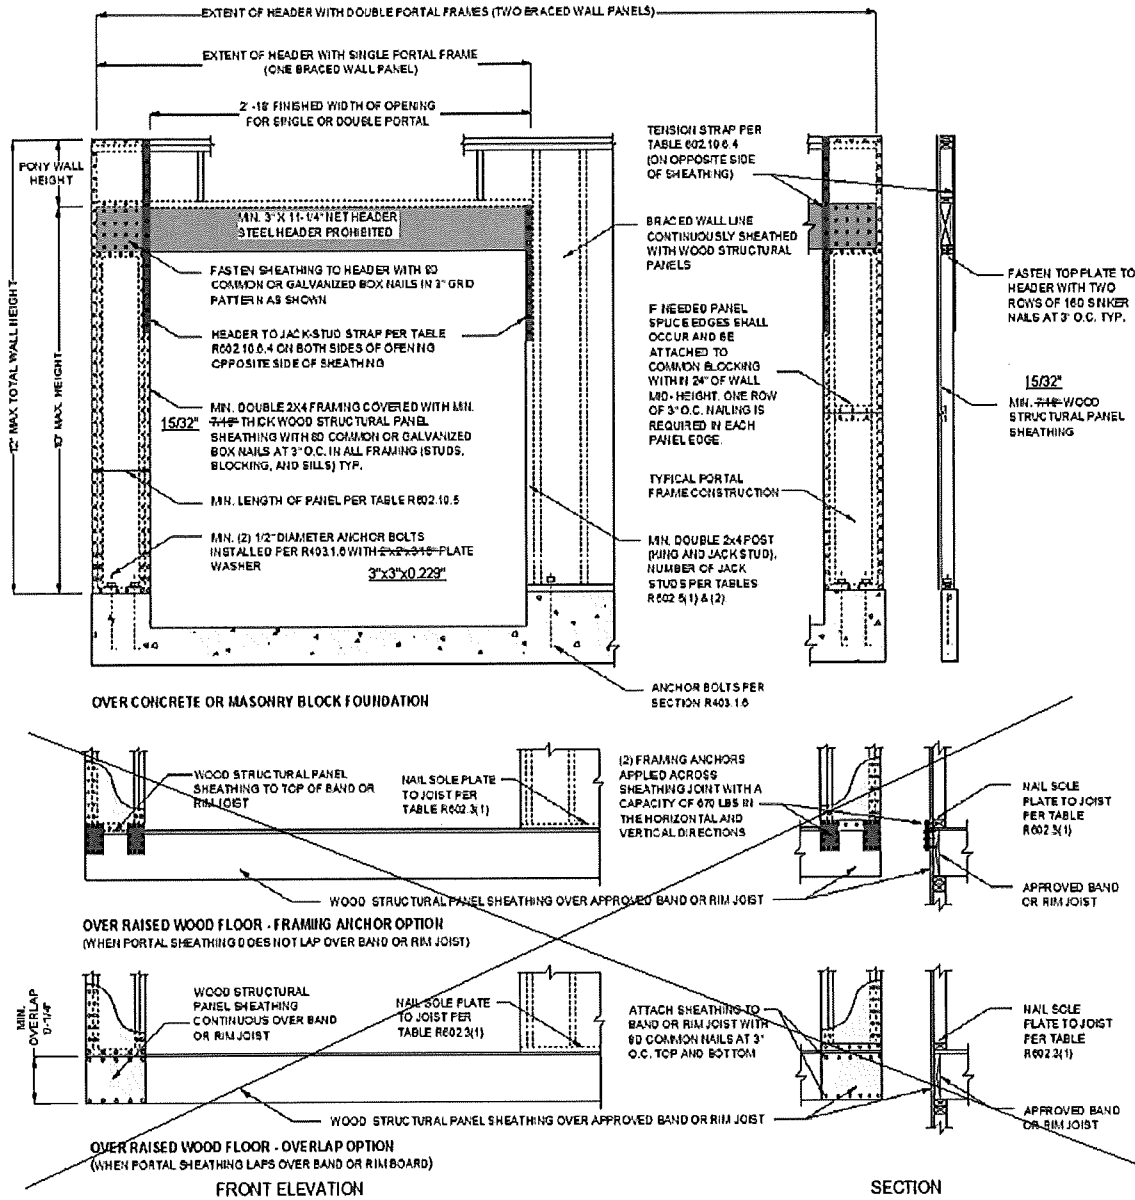 EXTENT OF HEADER WITH DOUBLE PORTAL FRAMES (TWO BRACED WALL PANELS)
EXTENT OF HEADER WITH SINGLE PORTAL FRAME
(ONE BRACED WALL PANEL)
2' -18' FINISHED WIDTH OF OPENING
FOR SINGLE OR DOUBLE PORTAL
PONY WALL
HEIGHT
12' MAX TOTAL WALL HEIGHT
10' MAX. HEIGHT
MIN. 3" X 11-1/4" NET HEADER
STEEL HEADER PROHIBITED
FASTEN SHEATHING TO HEADER WITH 8D
COMMON OR GALVANIZED BOX NAILS IN 3" GRID
PATTERN AS SHOWN
HEADER TO JACK-STUD STRAP PER TABLE
R602.10.6.4 ON BOTH SIDES OF OPENING
OPPOSITE SIDE OF SHEATHING
MIN. DOUBLE 2X4 FRAMING COVERED WITH MIN.
15/32" 7/16" THICK WOOD STRUCTURAL PANEL
SHEATHING WITH 8D COMMON OR GALVANIZED
BOX NAILS AT 3" O.C. IN ALL FRAMING (STUDS,
BLOCKING, AND SILLS) TYP.
MIN. LENGTH OF PANEL PER TABLE R602.10.5
MIN. (2) 1/2" DIAMETER ANCHOR BOLTS
INSTALLED PER R403.1.6 WITH 2"x2"x3/16" PLATE
WASHER
3"x3"x0.229"
TENSION STRAP PER
TABLE 602.10.6.4
(ON OPPOSITE SIDE
OF SHEATHING)
BRACED WALL LINE
CONTINUOUSLY SHEATHED
WITH WOOD STRUCTURAL
PANELS
IF NEEDED PANEL
SPLICE EDGES SHALL
OCCUR AND BE
ATTACHED TO
COMMON BLOCKING
WITHIN 24" OF WALL
MID-HEIGHT. ONE ROW
OF 3" O.C. NAILING IS
REQUIRED IN EACH
PANEL EDGE.
TYPICAL PORTAL
FRAME CONSTRUCTION
MIN. DOUBLE 2x4 POST
(KING AND JACK STUD).
NUMBER OF JACK
STUDS PER TABLES
R502.5(1) & (2)
ANCHOR BOLTS PER
SECTION R403.1.6
FASTEN TOP PLATE TO
HEADER WITH TWO
ROWS OF 16D SINKER
NAILS AT 3" O.C. TYP.
15/32"
MIN. 7/16" WOOD
STRUCTURAL PANEL
SHEATHING
OVER CONCRETE OR MASONRY BLOCK FOUNDATION
WOOD STRUCTURAL PANEL
SHEATHING TO TOP OF BAND OR
RIM JOIST
NAIL SOLE PLATE
TO JOIST PER
TABLE R602.3(1)
(2) FRAMING ANCHORS
APPLIED ACROSS
SHEATHING JOINT WITH A
CAPACITY OF 670 LBS IN
THE HORIZONTAL AND
VERTICAL DIRECTIONS
NAIL SOLE
PLATE TO JOIST
PER TABLE
R602.3(1)
WOOD STRUCTURAL PANEL SHEATHING OVER APPROVED BAND OR RIM JOIST
APPROVED BAND
OR RIM JOIST
OVER RAISED WOOD FLOOR - FRAMING ANCHOR OPTION
(WHEN PORTAL SHEATHING DOES NOT LAP OVER BAND OR RIM JOIST)
MIN.
OVERLAP
9-1/4"
WOOD STRUCTURAL
PANEL SHEATHING
CONTINUOUS OVER BAND
OR RIM JOIST
NAIL SOLE PLATE
TO JOIST PER
TABLE R602.3(1)
ATTACH SHEATHING TO
BAND OR RIM JOIST WITH
8D COMMON NAILS AT 3"
O.C. TOP AND BOTTOM
NAIL SOLE
PLATE TO JOIST
PER TABLE
R602.3(1)
WOOD STRUCTURAL PANEL SHEATHING OVER APPROVED BAND OR RIM JOIST
APPROVED BAND
OR RIM JOIST
OVER RAISED WOOD FLOOR - OVERLAP OPTION
(WHEN PORTAL SHEATHING LAPS OVER BAND OR RIM BOARD)
FRONT ELEVATION
SECTION